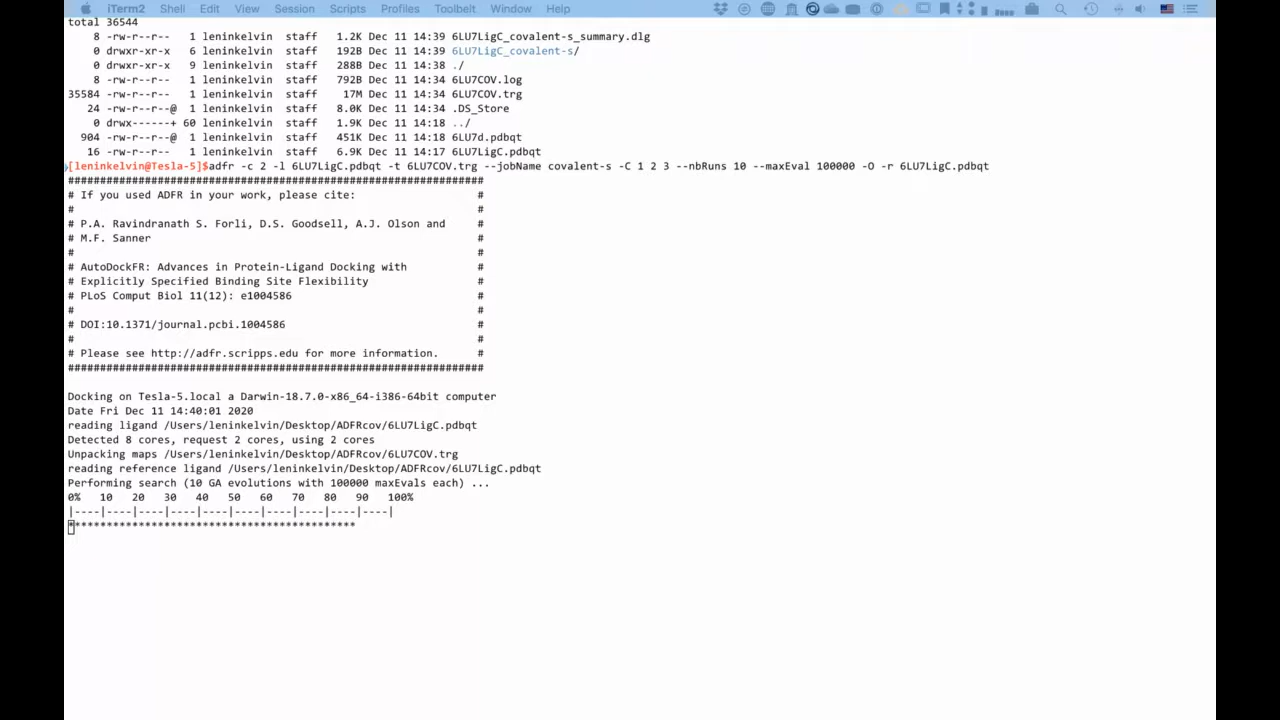 iTerm2 Shell Edit View Session Scripts Profiles Toolbelt Window Help
total 36544
8 -rw-r--r-- 1 leninkelvin staff 1.2K Dec 11 14:39 6LU7LigC_covalent-s_summary.dlg
0 drwxr-xr-x 6 leninkelvin staff 192B Dec 11 14:39 6LU7LigC_covalent-s/
0 drwxr-xr-x 9 leninkelvin staff 288B Dec 11 14:38 ./
8 -rw-r--r-- 1 leninkelvin staff 792B Dec 11 14:34 6LU7COV.log
35584 -rw-r--r-- 1 leninkelvin staff 17M Dec 11 14:34 6LU7COV.trg
24 -rw-r--r--@ 1 leninkelvin staff 8.0K Dec 11 14:34 .DS_Store
0 drwx------+ 60 leninkelvin staff 1.9K Dec 11 14:18 ../
904 -rw-r--r--@ 1 leninkelvin staff 451K Dec 11 14:18 6LU7d.pdbqt
16 -rw-r--r-- 1 leninkelvin staff 6.9K Dec 11 14:17 6LU7LigC.pdbqt
[leninkelvin@Tesla-5]$adfr -c 2 -l 6LU7LigC.pdbqt -t 6LU7COV.trg --jobName covalent-s -C 1 2 3 --nbRuns 10 --maxEval 100000 -O -r 6LU7LigC.pdbqt
#################################################################
# If you used ADFR in your work, please cite: #
# #
# P.A. Ravindranath S. Forli, D.S. Goodsell, A.J. Olson and #
# M.F. Sanner #
# #
# AutoDockFR: Advances in Protein-Ligand Docking with #
# Explicitly Specified Binding Site Flexibility #
# PLoS Comput Biol 11(12): e1004586 #
# #
# DOI:10.1371/journal.pcbi.1004586 #
# #
# Please see http://adfr.scripps.edu for more information. #
#################################################################
Docking on Tesla-5.local a Darwin-18.7.0-x86_64-i386-64bit computer
Date Fri Dec 11 14:40:01 2020
reading ligand /Users/leninkelvin/Desktop/ADFRcov/6LU7LigC.pdbqt
Detected 8 cores, request 2 cores, using 2 cores
Unpacking maps /Users/leninkelvin/Desktop/ADFRcov/6LU7COV.trg
reading reference ligand /Users/leninkelvin/Desktop/ADFRcov/6LU7LigC.pdbqt
Performing search (10 GA evolutions with 100000 maxEvals each) ...
0% 10 20 30 40 50 60 70 80 90 100%
|----|----|----|----|----|----|----|----|----|----|
*********************************************